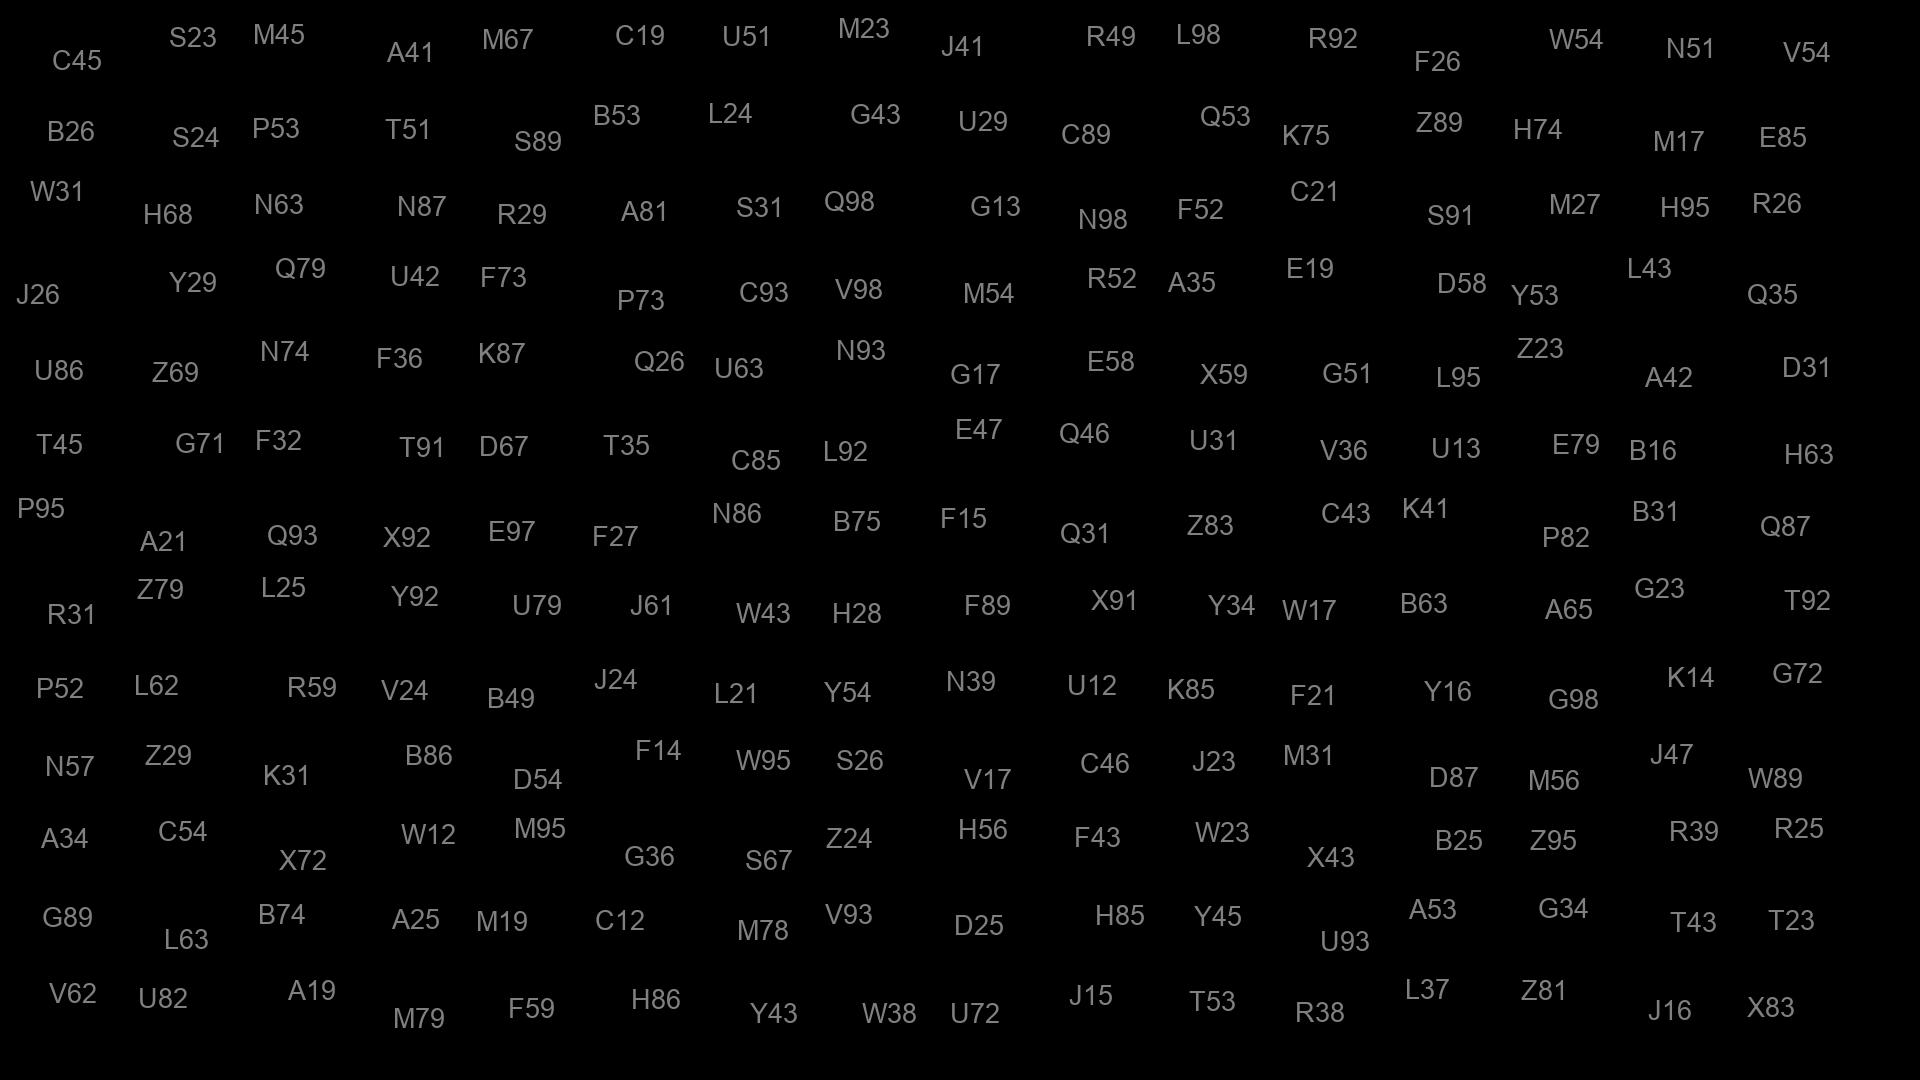 C45 S23 M45 A41 M67 C19 U51 M23 J41 R49 L98 R92 F26 W54 N51 V54
B26 S24 P53 T51 S89 B53 L24 G43 U29 C89 Q53 K75 Z89 H74 M17 E85
W31 H68 N63 N87 R29 A81 S31 Q98 G13 N98 F52 C21 S91 M27 H95 R26
J26 Y29 Q79 U42 F73 P73 C93 V98 M54 R52 A35 E19 D58 Y53 L43 Q35
U86 Z69 N74 F36 K87 Q26 U63 N93 G17 E58 X59 G51 L95 Z23 A42 D31
T45 G71 F32 T91 D67 T35 C85 L92 E47 Q46 U31 V36 U13 E79 B16 H63
P95 A21 Q93 X92 E97 F27 N86 B75 F15 Q31 Z83 C43 K41 P82 B31 Q87
R31 Z79 L25 Y92 U79 J61 W43 H28 F89 X91 Y34 W17 B63 A65 G23 T92
P52 L62 R59 V24 B49 J24 L21 Y54 N39 U12 K85 F21 Y16 G98 K14 G72
N57 Z29 K31 B86 D54 F14 W95 S26 V17 C46 J23 M31 D87 M56 J47 W89
A34 C54 X72 W12 M95 G36 S67 Z24 H56 F43 W23 X43 B25 Z95 R39 R25
G89 L63 B74 A25 M19 C12 M78 V93 D25 H85 Y45 U93 A53 G34 T43 T23
V62 U82 A19 M79 F59 H86 Y43 W38 U72 J15 T53 R38 L37 Z81 J16 X83